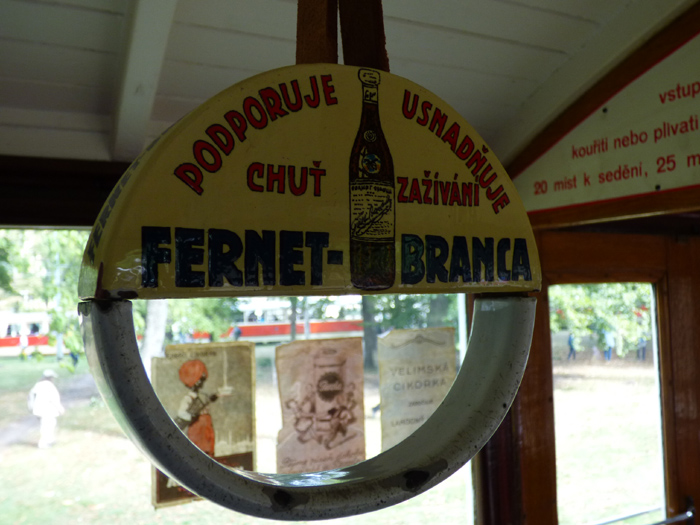 PODPORUJE
CHUŤ
USNADŇUJE
ZAŽÍVÁNÍ
FERNET-BRANCA
vstup
kouřiti nebo plivati
20 míst k sedění, 25 m
VELIMSKÁ
CIKORKA